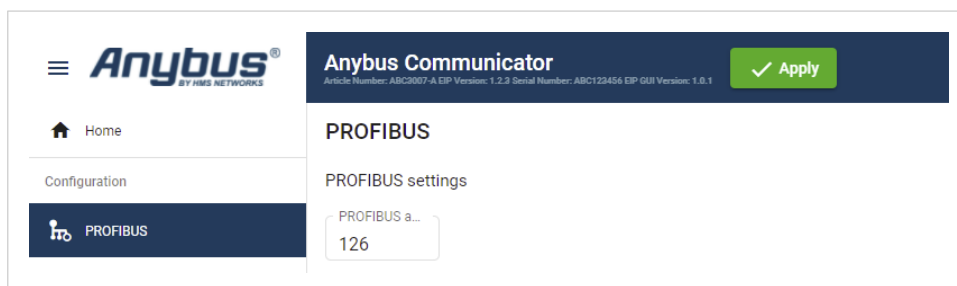 Anybus®
BY HMS NETWORKS
Anybus Communicator
Article Number: ABC3007-A EIP Version: 1.2.3 Serial Number: ABC123456 EIP GUI Version: 1.0.1
Apply
Home
Configuration
PROFIBUS
PROFIBUS
PROFIBUS settings
PROFIBUS a...
126